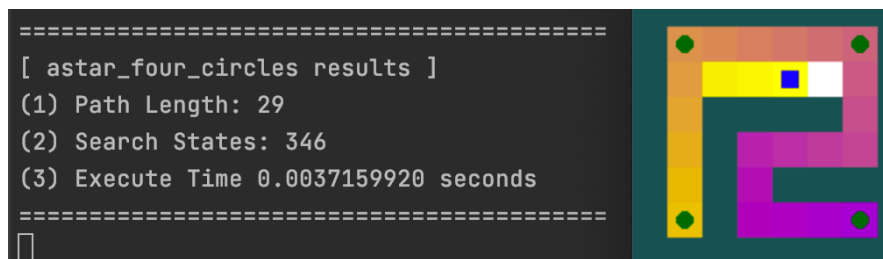 ==========================================
[ astar_four_circles results ]
(1) Path Length: 29
(2) Search States: 346
(3) Execute Time 0.0037159920 seconds
==========================================